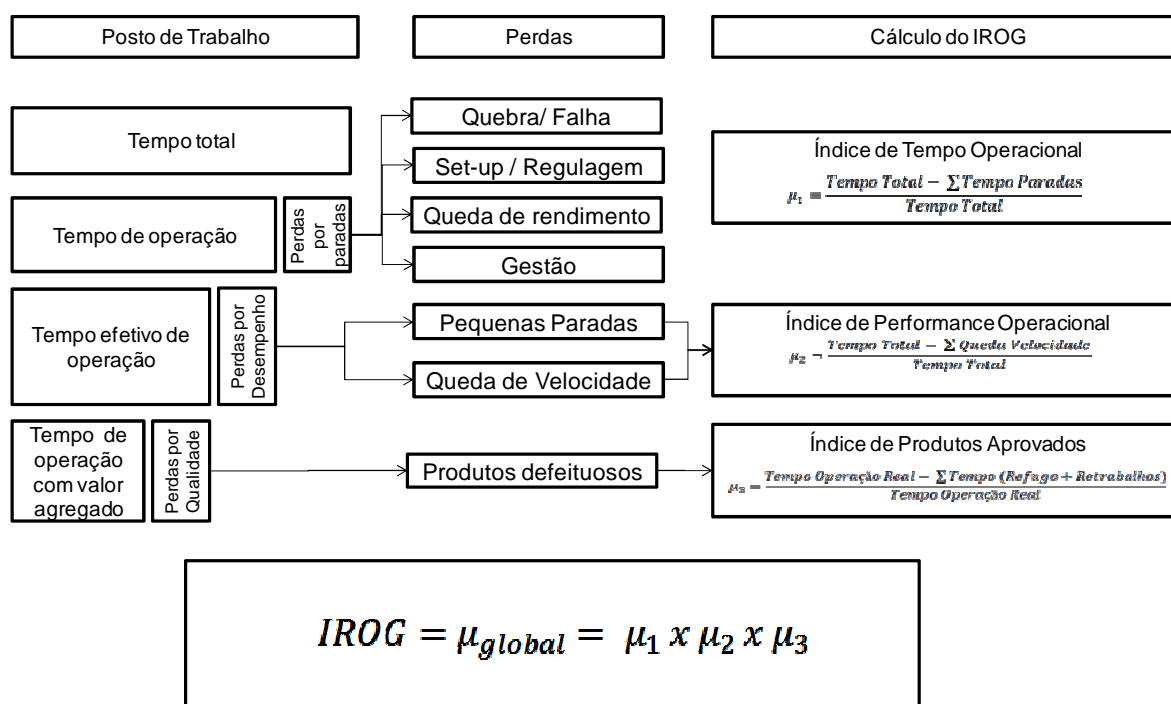 Posto de Trabalho
Perdas
Cálculo do IROG
Tempo total
Quebra/ Falha
Set-up / Regulagem
Queda de rendimento
Gestão
Índice de Tempo Operacional
μ₁ = Tempo Total − ∑ Tempo Paradas
Tempo Total
Tempo de operação
Perdas
por
paradas
Tempo efetivo de
operação
Perdas por
Desempenho
Pequenas Paradas
Queda de Velocidade
Índice de Performance Operacional
μ₂ = Tempo Total − ∑ Queda Velocidade
Tempo Total
Tempo de
operação
com valor
agregado
Perdas por
Qualidade
Produtos defeituosos
Índice de Produtos Aprovados
μ₃ = Tempo Operação Real − ∑ Tempo (Refugo + Retrabalhos)
Tempo Operação Real
IROG = μglobal = μ₁ x μ₂ x μ₃